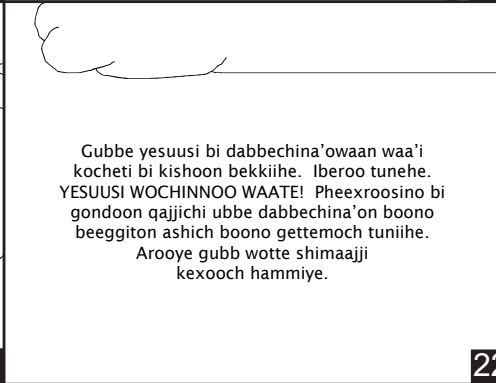 Gubbe yesuusi bi dabbechina'owaan waa'i
kocheti bi kishoon bekkiihe.  Iberoo tunehe.
YESUUSI WOCHINNOO WAATE!  Pheexroosino bi
gondoon qajjichi ubbe dabbechina'on boono
beeggiton ashich boono gettemoch tuniihe.
Arooye gubb wotte shimaajji
kexooch hammiye.
22